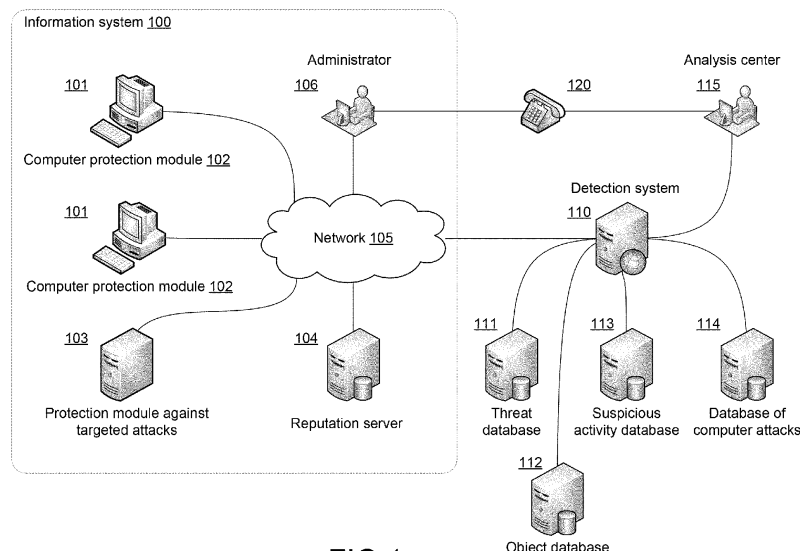 Information system 100
101
Computer protection module 102
101
Computer protection module 102
103
Protection module against
targeted attacks
Administrator
106
Network 105
104
Reputation server
120
Analysis center
115
Detection system
110
111
Threat
database
113
Suspicious
activity database
114
Database of
computer attacks
112
Object database